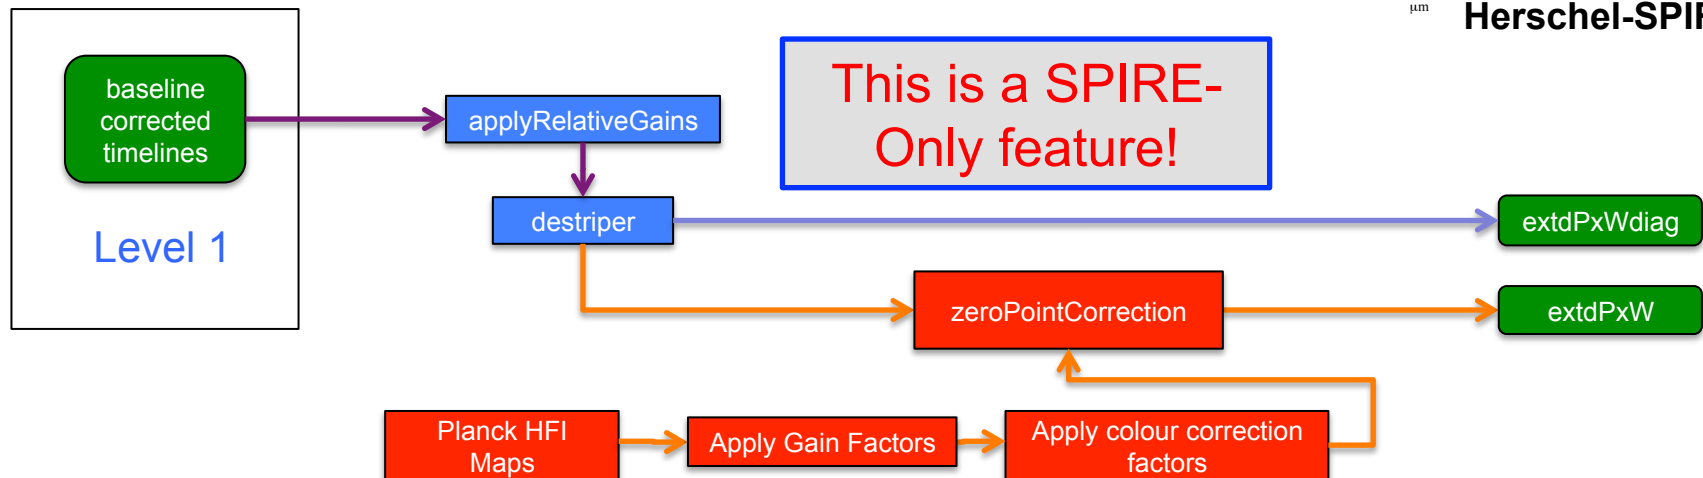 μm
Herschel-SPI
baseline
corrected
timelines
Level 1
applyRelativeGains
This is a SPIRE-
Only feature!
destriper
extdPxWdiag
zeroPointCorrection
extdPxW
Planck HFI
Maps
Apply Gain Factors
Apply colour correction
factors